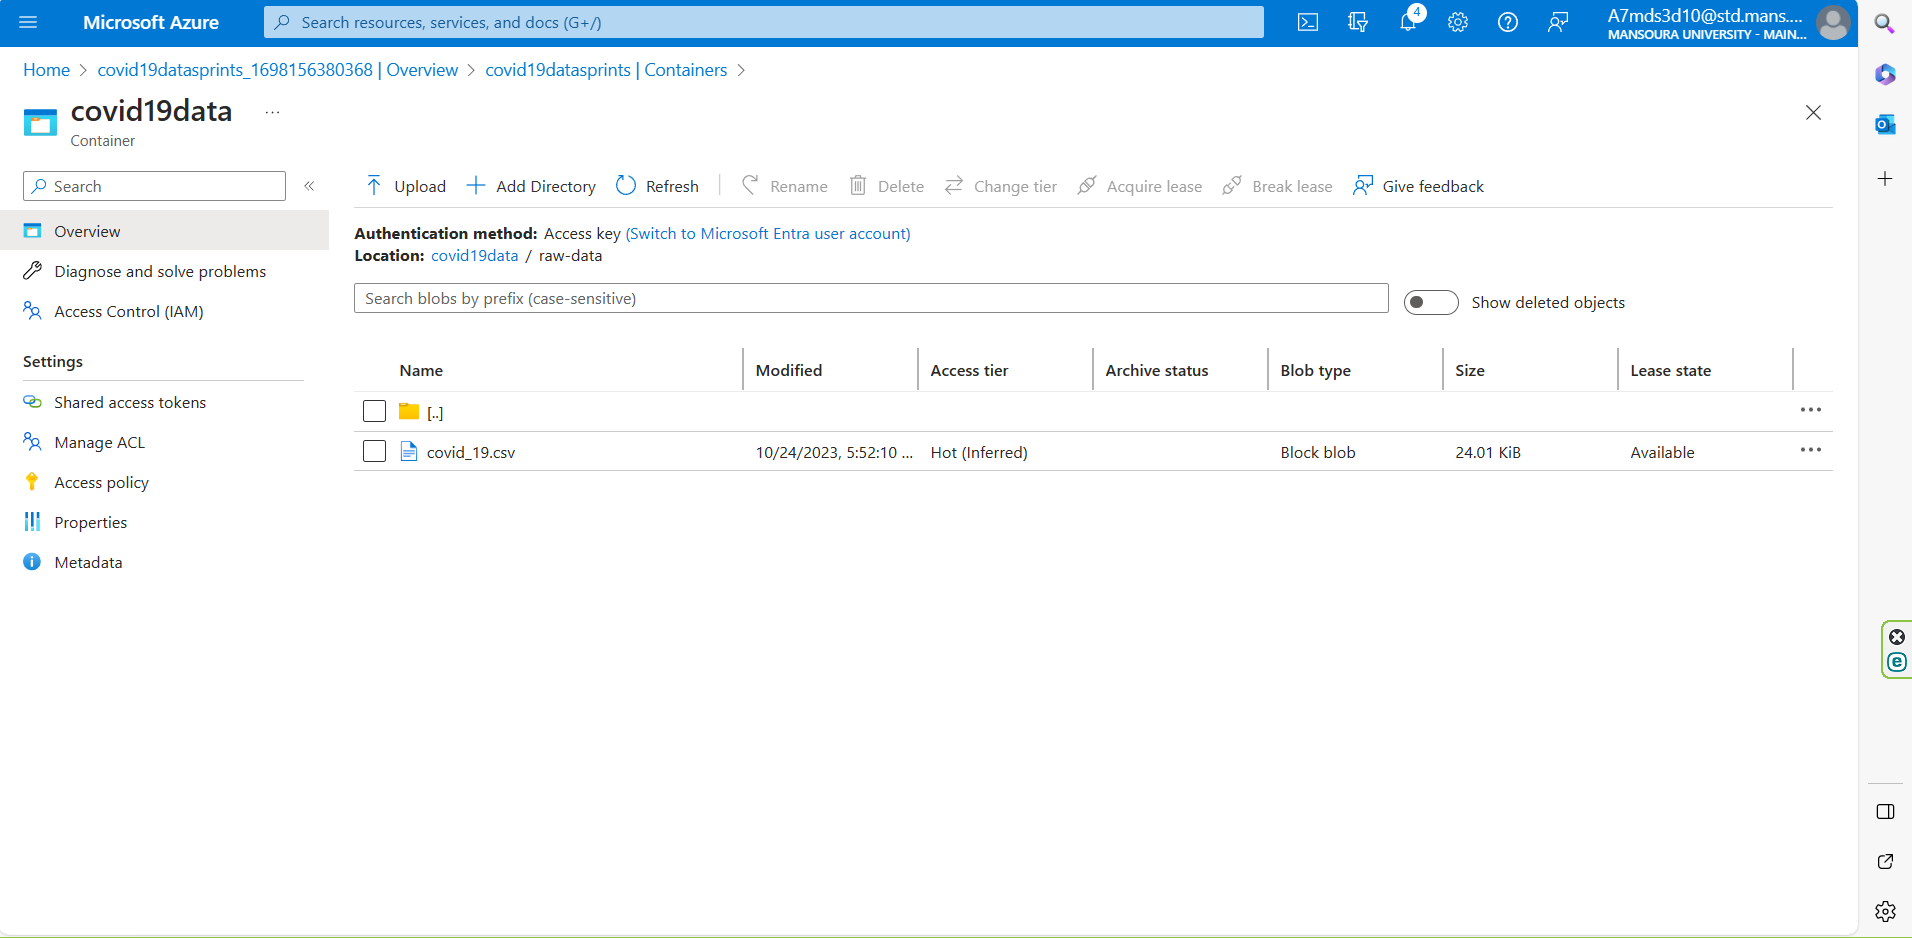 Microsoft Azure
Search resources, services, and docs (G+/)
4
A7mds3d10@std.mans....
MANSOURA UNIVERSITY - MAIN...
Home > covid19datasprints_1698156380368 | Overview > covid19datasprints | Containers >
covid19data ...
Container
Search «
Upload Add Directory Refresh Rename Delete Change tier Acquire lease Break lease Give feedback
Overview
Diagnose and solve problems
Access Control (IAM)
Settings
Shared access tokens
Manage ACL
Access policy
Properties
Metadata
Authentication method: Access key (Switch to Microsoft Entra user account)
Location: covid19data / raw-data
Search blobs by prefix (case-sensitive)
Show deleted objects
Name Modified Access tier Archive status Blob type Size Lease state
[..]
covid_19.csv 10/24/2023, 5:52:10 ... Hot (Inferred) Block blob 24.01 KiB Available